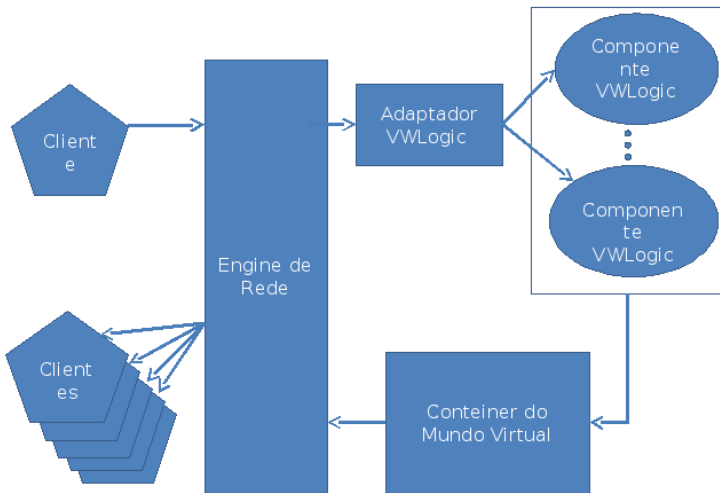 Client
e
Engine de
Rede
Adaptador
VWLogic
Compone
nte
VWLogic
Componen
te
VWLogic
Client
es
Conteiner do
Mundo Virtual